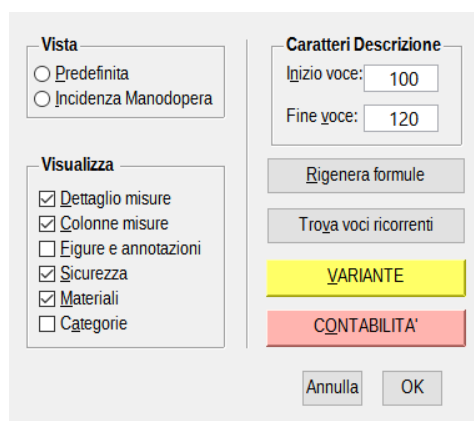 Vista
Predefinita
Incidenza Manodopera
Visualizza
Dettaglio misure
Colonne misure
Figure e annotazioni
Sicurezza
Materiali
Categorie
Caratteri Descrizione
Inizio voce: 100
Fine voce: 120
Rigenera formule
Trova voci ricorrenti
VARIANTE
CONTABILITA'
Annulla OK